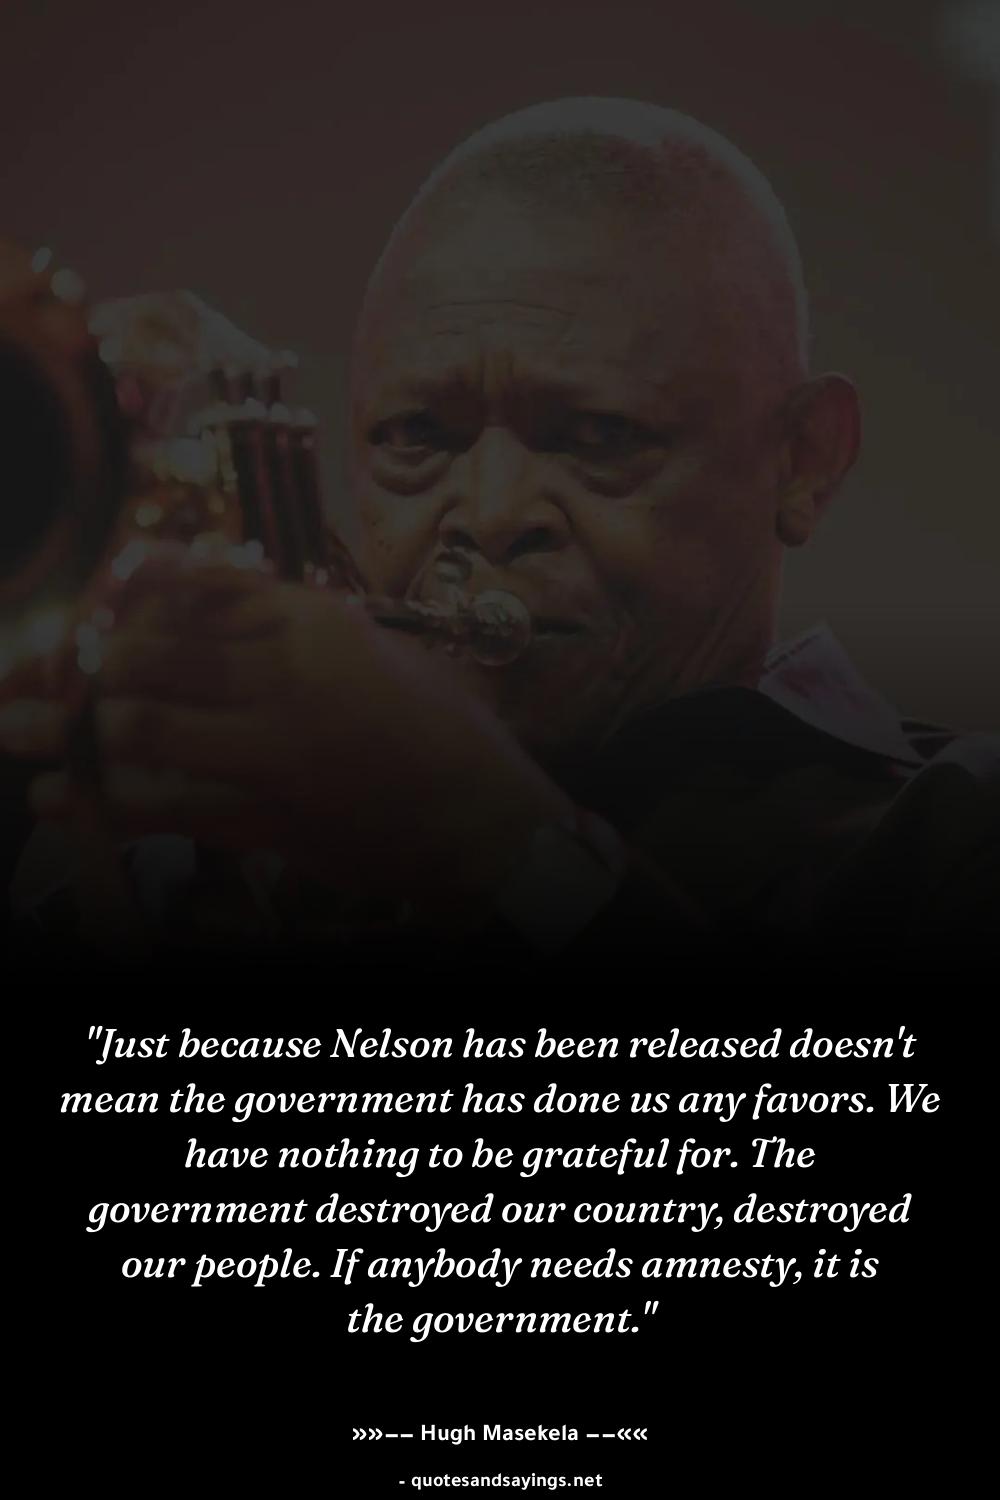 "Just because Nelson has been released doesn't
mean the government has done us any favors. We
have nothing to be grateful for. The
government destroyed our country, destroyed
our people. If anybody needs amnesty, it is
the government."
»»–– Hugh Masekela ––««
- quotesandsayings.net